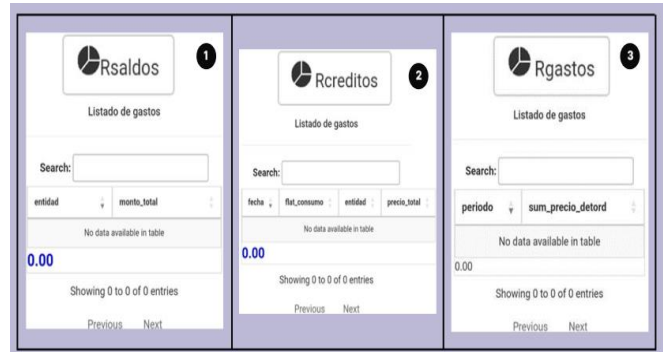 1
Rsaldos
Listado de gastos
Search:
entidad monto_total
No data available in table
0.00
Showing 0 to 0 of 0 entries
Previous Next
2
Rcreditos
Listado de gastos
Search:
fecha flat_consumo entidad precio_total
No data available in table
0.00
Showing 0 to 0 of 0 entries
Previous Next
3
Rgastos
Listado de gastos
Search:
periodo sum_precio_detord
No data available in table
0.00
Showing 0 to 0 of 0 entries
Previous Next